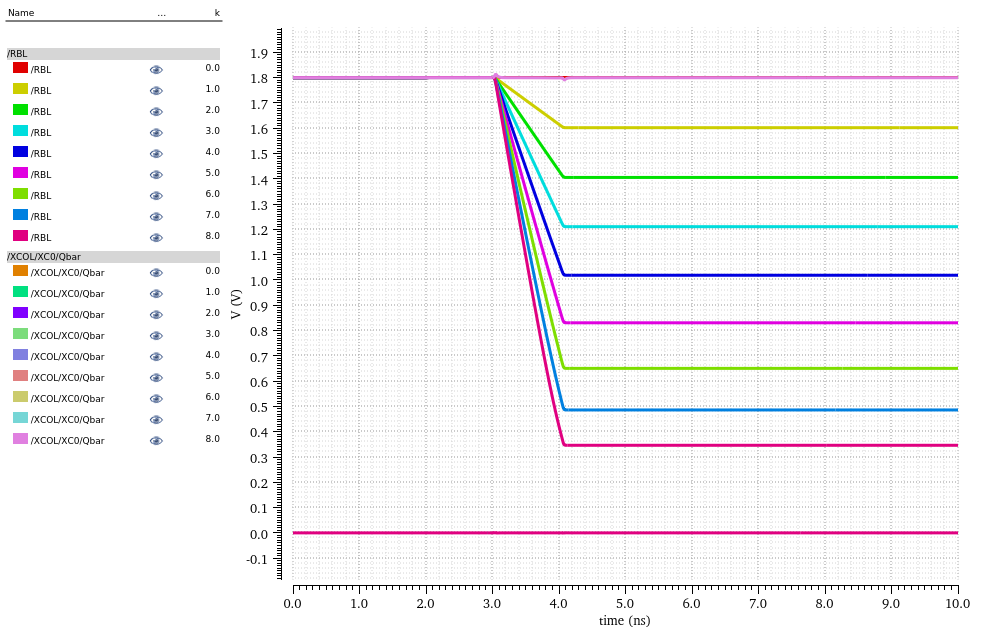 Name ... k
/RBL
/RBL 0.0
/RBL 1.0
/RBL 2.0
/RBL 3.0
/RBL 4.0
/RBL 5.0
/RBL 6.0
/RBL 7.0
/RBL 8.0
/XCOL/XC0/Qbar
/XCOL/XC0/Qbar 0.0
/XCOL/XC0/Qbar 1.0
/XCOL/XC0/Qbar 2.0
/XCOL/XC0/Qbar 3.0
/XCOL/XC0/Qbar 4.0
/XCOL/XC0/Qbar 5.0
/XCOL/XC0/Qbar 6.0
/XCOL/XC0/Qbar 7.0
/XCOL/XC0/Qbar 8.0
V (V)
1.9
1.8
1.7
1.6
1.5
1.4
1.3
1.2
1.1
1.0
0.9
0.8
0.7
0.6
0.5
0.4
0.3
0.2
0.1
0.0
-0.1
0.0 1.0 2.0 3.0 4.0 5.0 6.0 7.0 8.0 9.0 10.0
time (ns)